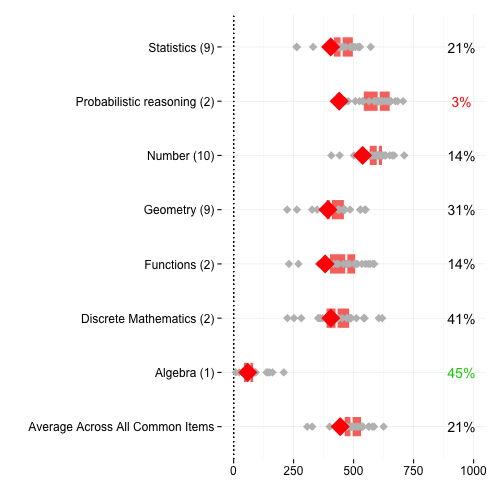 Statistics (9) 21%
Probabilistic reasoning (2) 3%
Number (10) 14%
Geometry (9) 31%
Functions (2) 14%
Discrete Mathematics (2) 41%
Algebra (1) 45%
Average Across All Common Items 21%
0 250 500 750 1000